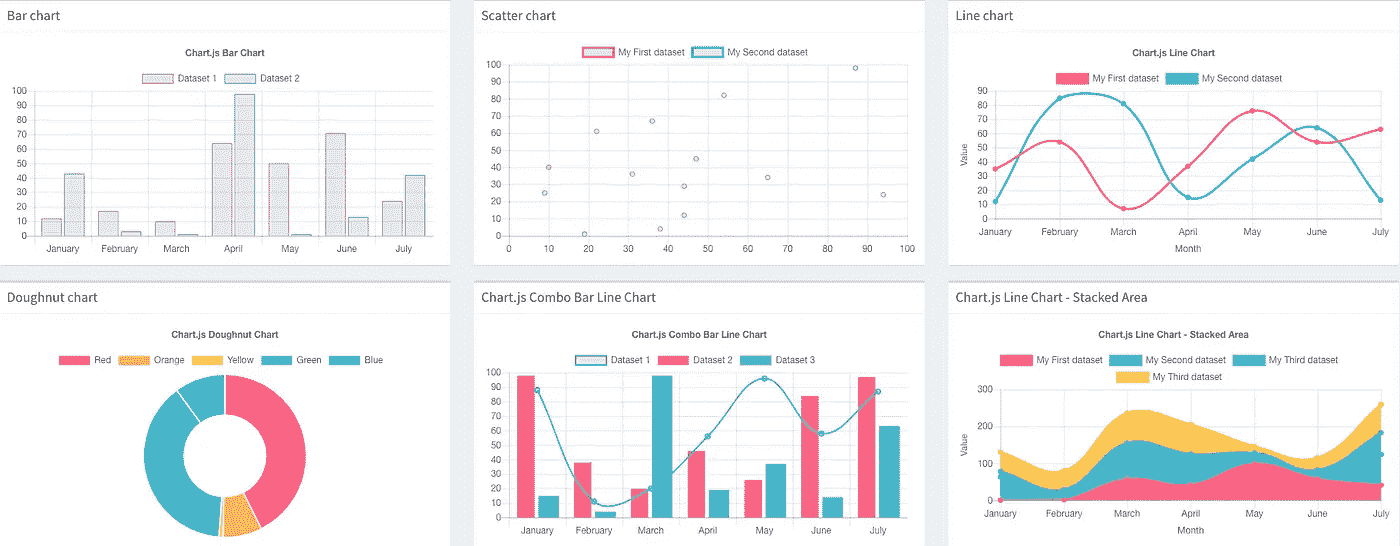 Bar chart
Chart.js Bar Chart
Dataset 1 Dataset 2
100
90
80
70
60
50
40
30
20
10
0
January February March April May June July
Scatter chart
My First dataset My Second dataset
100
90
80
70
60
50
40
30
20
10
0
0 10 20 30 40 50 60 70 80 90 100
Line chart
Chart.js Line Chart
My First dataset My Second dataset
Value
90
80
70
60
50
40
30
20
10
0
January February March April May June July
Month
Doughnut chart
Chart.js Doughnut Chart
Red Orange Yellow Green Blue
Chart.js Combo Bar Line Chart
Chart.js Combo Bar Line Chart
Dataset 1 Dataset 2 Dataset 3
100
90
80
70
60
50
40
30
20
10
0
January February March April May June July
Chart.js Line Chart - Stacked Area
Chart.js Line Chart - Stacked Area
My First dataset My Second dataset My Third dataset
My Third dataset
Value
300
200
100
0
January February March April May June July
Month